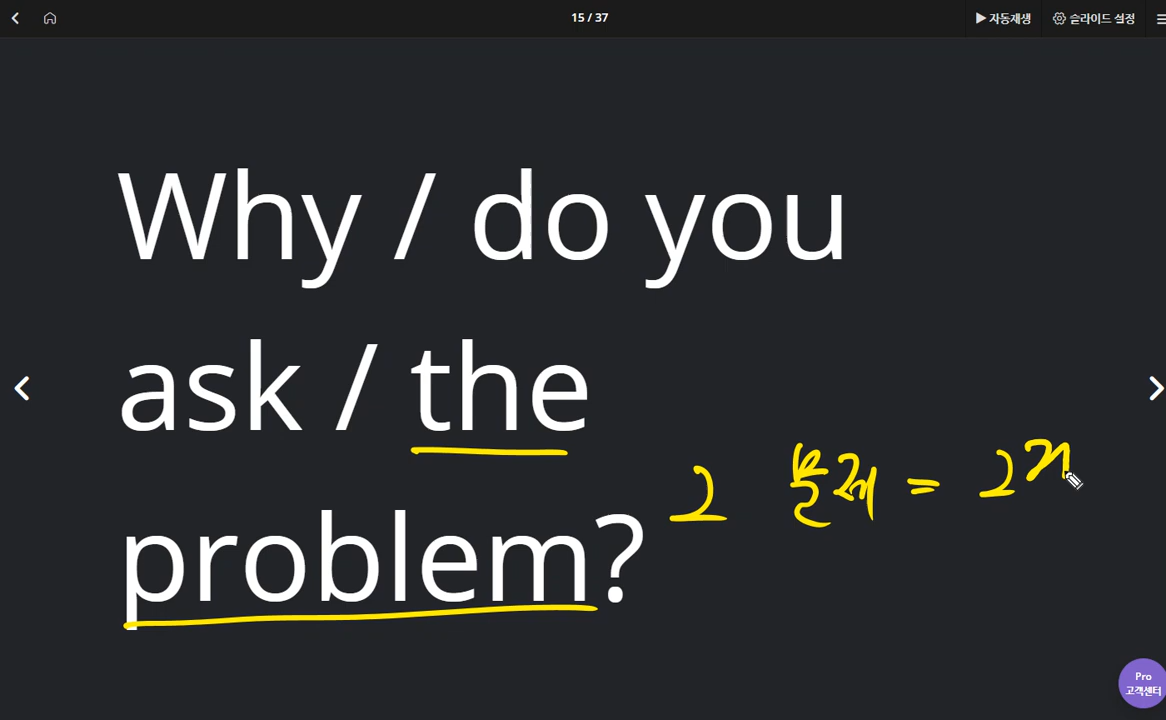 15 / 37
자동재생
슬라이드 설정
Why / do you
ask / the
problem?
그 문제 = 그거
Pro
고객센터